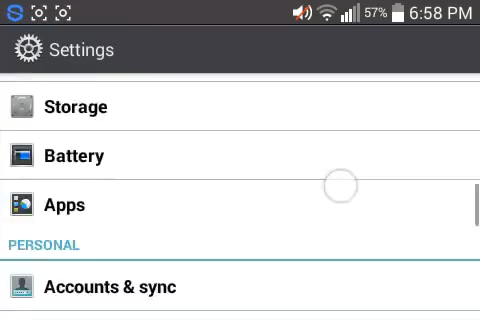 57% 6:58 PM
Settings
Storage
Battery
Apps
PERSONAL
Accounts & sync